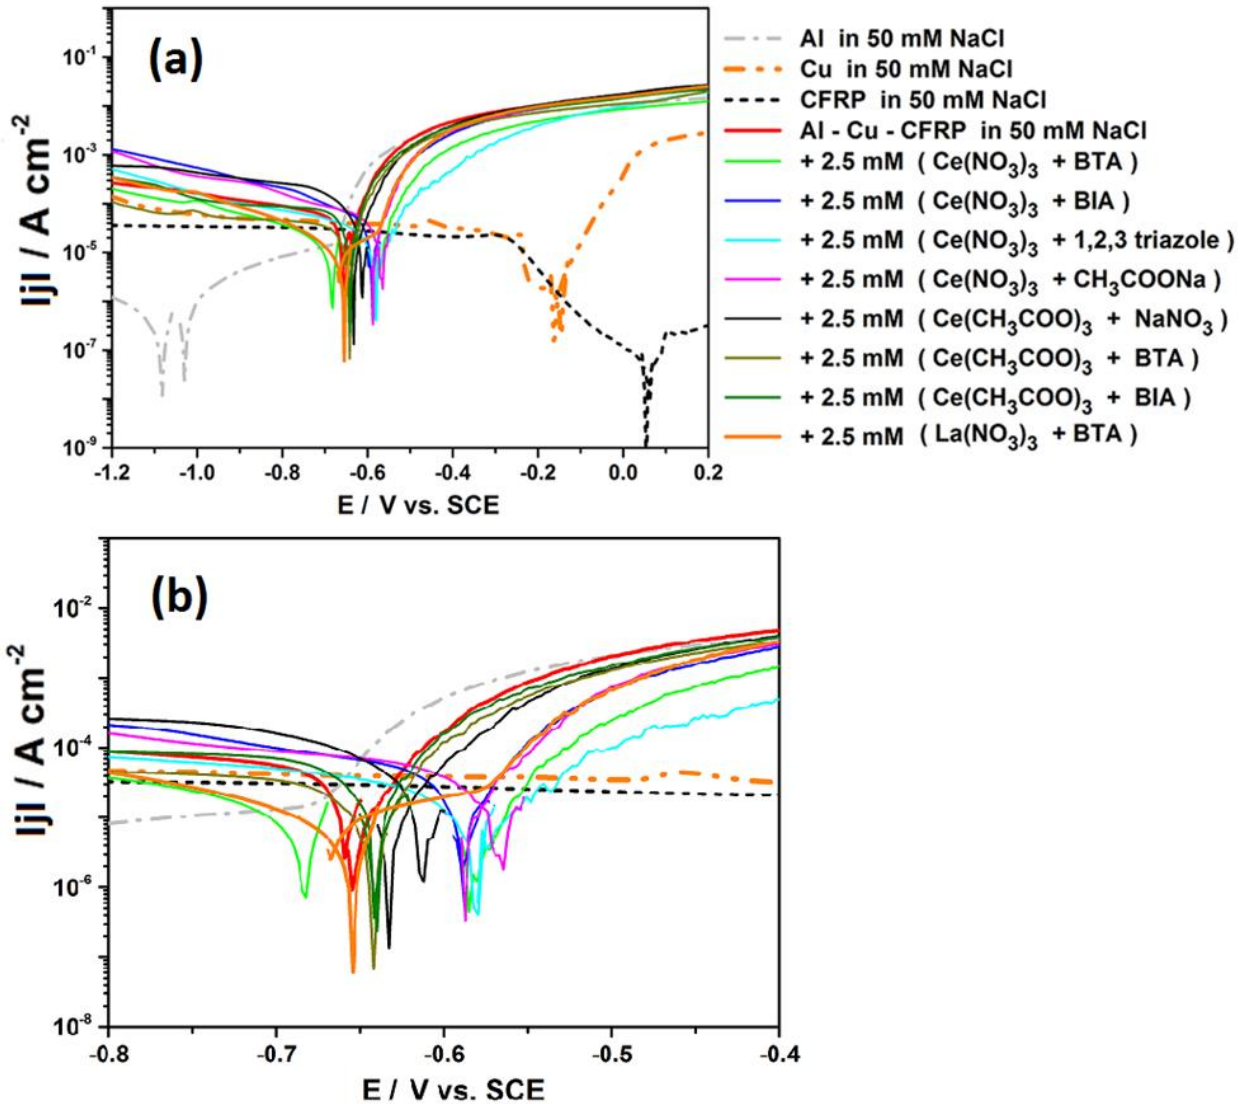 (a)
10⁻¹
10⁻³
10⁻⁵
10⁻⁷
10⁻⁹
IjI / A cm⁻²
-1.2 -1.0 -0.8 -0.6 -0.4 -0.2 0.0 0.2
E / V vs. SCE
Al in 50 mM NaCl
Cu in 50 mM NaCl
CFRP in 50 mM NaCl
Al - Cu - CFRP in 50 mM NaCl
+ 2.5 mM ( Ce(NO₃)₃ + BTA )
+ 2.5 mM ( Ce(NO₃)₃ + BIA )
+ 2.5 mM ( Ce(NO₃)₃ + 1,2,3 triazole )
+ 2.5 mM ( Ce(NO₃)₃ + CH₃COONa )
+ 2.5 mM ( Ce(CH₃COO)₃ + NaNO₃ )
+ 2.5 mM ( Ce(CH₃COO)₃ + BTA )
+ 2.5 mM ( Ce(CH₃COO)₃ + BIA )
+ 2.5 mM ( La(NO₃)₃ + BTA )
(b)
10⁻²
10⁻⁴
10⁻⁶
10⁻⁸
IjI / A cm⁻²
-0.8 -0.7 -0.6 -0.5 -0.4
E / V vs. SCE